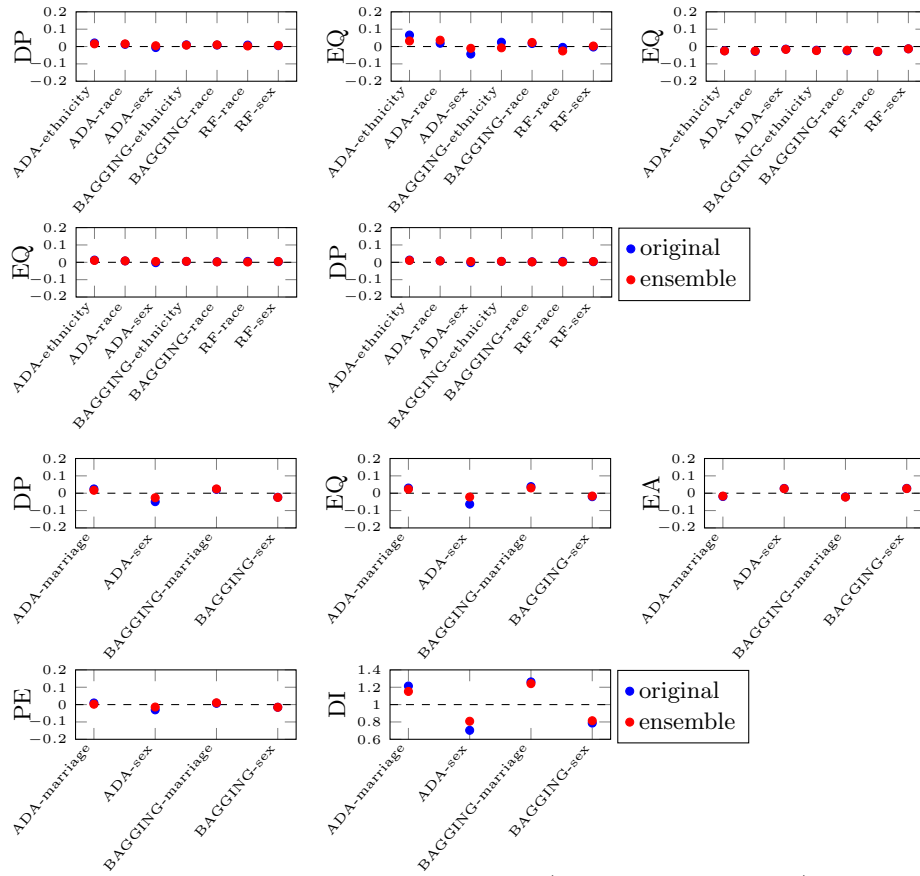 DP
0.2
0.1
0
−0.1
−0.2
ADA-ethnicity
ADA-race
ADA-sex
BAGGING-ethnicity
BAGGING-race
RF-race
RF-sex
EQ
0.2
0.1
0
−0.1
−0.2
ADA-ethnicity
ADA-race
ADA-sex
BAGGING-ethnicity
BAGGING-race
RF-race
RF-sex
EQ
0.2
0.1
0
−0.1
−0.2
ADA-ethnicity
ADA-race
ADA-sex
BAGGING-ethnicity
BAGGING-race
RF-race
RF-sex
EQ
0.2
0.1
0
−0.1
−0.2
ADA-ethnicity
ADA-race
ADA-sex
BAGGING-ethnicity
BAGGING-race
RF-race
RF-sex
DP
0.2
0.1
0
−0.1
−0.2
ADA-ethnicity
ADA-race
ADA-sex
BAGGING-ethnicity
BAGGING-race
RF-race
RF-sex
original
ensemble
DP
0.2
0.1
0
−0.1
−0.2
ADA-marriage
ADA-sex
BAGGING-marriage
BAGGING-sex
EQ
0.2
0.1
0
−0.1
−0.2
ADA-marriage
ADA-sex
BAGGING-marriage
BAGGING-sex
EA
0.2
0.1
0
−0.1
−0.2
ADA-marriage
ADA-sex
BAGGING-marriage
BAGGING-sex
PE
0.2
0.1
0
−0.1
−0.2
ADA-marriage
ADA-sex
BAGGING-marriage
BAGGING-sex
DI
1.4
1.2
1
0.8
0.6
ADA-marriage
ADA-sex
BAGGING-marriage
BAGGING-sex
original
ensemble